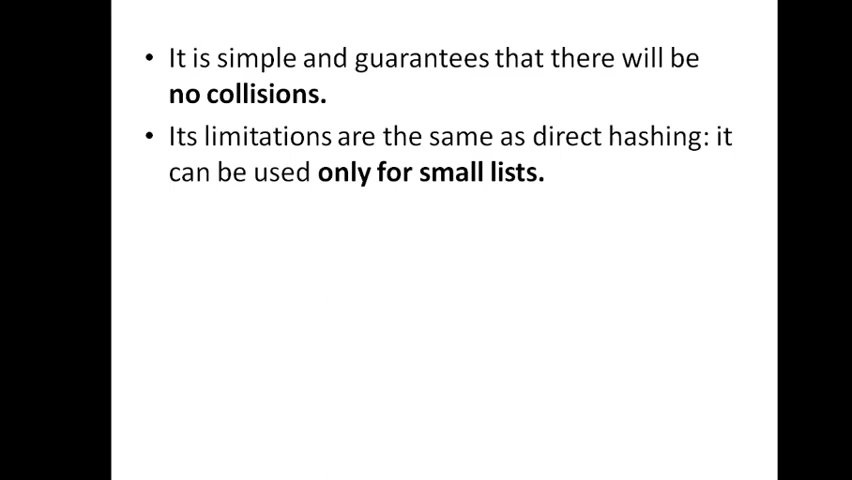 • It is simple and guarantees that there will be
no collisions.
• Its limitations are the same as direct hashing: it
can be used only for small lists.